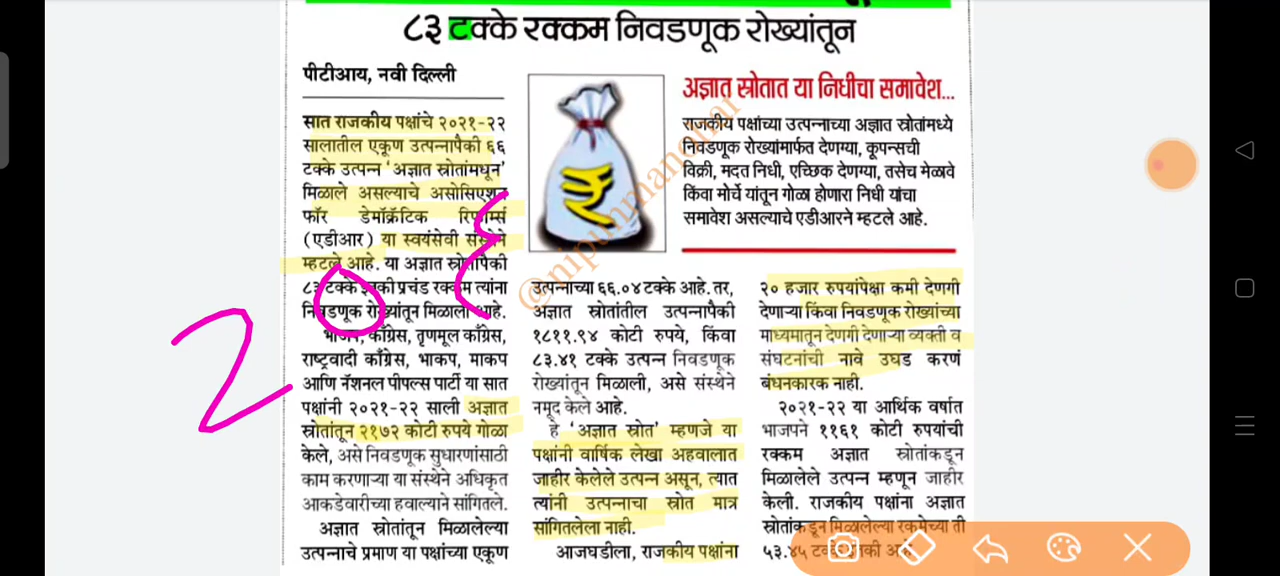 ८३ टक्के रक्कम निवडणूक रोख्यांतून
पीटीआय, नवी दिल्ली
सात राजकीय पक्षांचे २०२१-२२
सालातील एकूण उत्पन्नापैकी ६६
टक्के उत्पन्न 'अज्ञात स्रोतांमधून'
मिळाले असल्याचे असोसिएशन
फॉर डेमॉक्रॅटिक रिफॉर्म्स
(एडीआर) या स्वयंसेवी संस्थेने
म्हटले आहे. या अज्ञात स्रोतांपैकी
८३ टक्के इतकी प्रचंड रक्कम त्यांना
निवडणूक रोख्यांतून मिळाली आहे.
भाजप, काँग्रेस, तृणमूल काँग्रेस,
राष्ट्रवादी काँग्रेस, भाकप, माकप
आणि नॅशनल पीपल्स पार्टी या सात
पक्षांनी २०२१-२२ साली अज्ञात
स्रोतांतून २१७२ कोटी रुपये गोळा
केले, असे निवडणूक सुधारणांसाठी
काम करणाऱ्या या संस्थेने अधिकृत
आकडेवारीच्या हवाल्याने सांगितले.
अज्ञात स्रोतांतून मिळालेल्या
उत्पन्नाचे प्रमाण या पक्षांच्या एकूण
₹
अज्ञात स्रोतात या निधीचा समावेश...
राजकीय पक्षांच्या उत्पन्नाच्या अज्ञात स्रोतांमध्ये
निवडणूक रोख्यांमार्फत देणग्या, कूपन्सची
विक्री, मदत निधी, एच्छिक देणग्या, तसेच मेळावे
किंवा मोर्चे यांतून गोळा होणारा निधी यांचा
समावेश असल्याचे एडीआरने म्हटले आहे.
उत्पन्नाच्या ६६.०४ टक्के आहे. तर,
अज्ञात स्रोतांतील उत्पन्नापैकी
१८११.९४ कोटी रुपये, किंवा
८३.४१ टक्के उत्पन्न निवडणूक
रोख्यांतून मिळाली, असे संस्थेने
नमूद केले आहे.
हे 'अज्ञात स्रोत' म्हणजे या
पक्षांनी वार्षिक लेखा अहवालात
जाहीर केलेले उत्पन्न असून, त्यात
त्यांनी उत्पन्नाचा स्रोत मात्र
सांगितलेला नाही.
आजघडीला, राजकीय पक्षांना
२० हजार रुपयांपेक्षा कमी देणगी
देणाऱ्या किंवा निवडणूक रोख्यांच्या
माध्यमातून देणगी देणाऱ्या व्यक्ती व
संघटनांची नावे उघड करणं
बंधनकारक नाही.
२०२१-२२ या आर्थिक वर्षात
भाजपने ११६१ कोटी रुपयांची
रक्कम अज्ञात स्रोतांकडून
मिळालेले उत्पन्न म्हणून जाहीर
केली. राजकीय पक्षांना अज्ञात
स्रोतांकडून मिळालेल्या रकमेच्या ती
५३.४५ टक्के इतकी आहे
@nipunmanohar
20